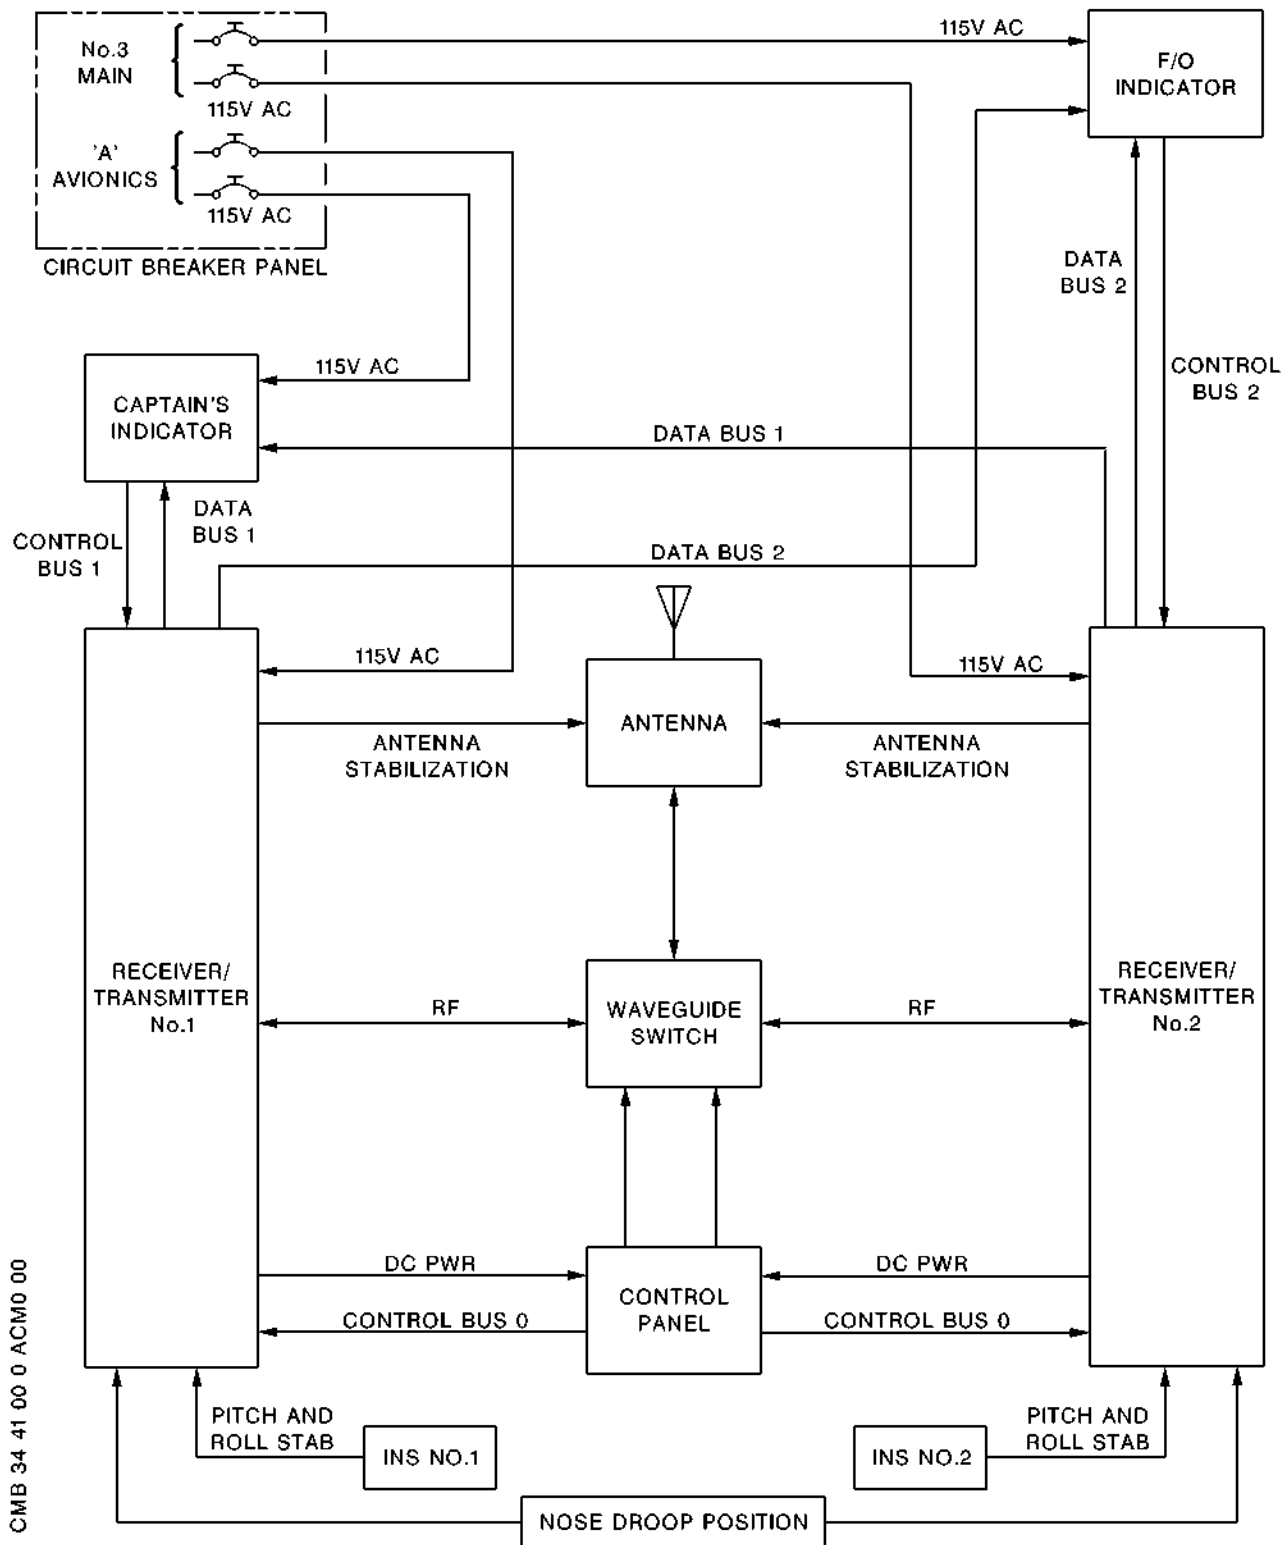 115V AC
No.3
MAIN
115V AC
'A'
AVIONICS
115V AC
CIRCUIT BREAKER PANEL
F/O
INDICATOR
DATA
BUS 2
CONTROL
BUS 2
115V AC
CAPTAIN'S
INDICATOR
DATA BUS 1
DATA
BUS 1
CONTROL
BUS 1
DATA BUS 2
115V AC
115V AC
ANTENNA
ANTENNA
STABILIZATION
ANTENNA
STABILIZATION
RECEIVER/
TRANSMITTER
No.1
RF
WAVEGUIDE
SWITCH
RF
RECEIVER/
TRANSMITTER
No.2
DC PWR
DC PWR
CONTROL
PANEL
CONTROL BUS 0
CONTROL BUS 0
PITCH AND
ROLL STAB
INS NO.1
INS NO.2
PITCH AND
ROLL STAB
NOSE DROOP POSITION
CMB 34 41 00 0 ACM0 00